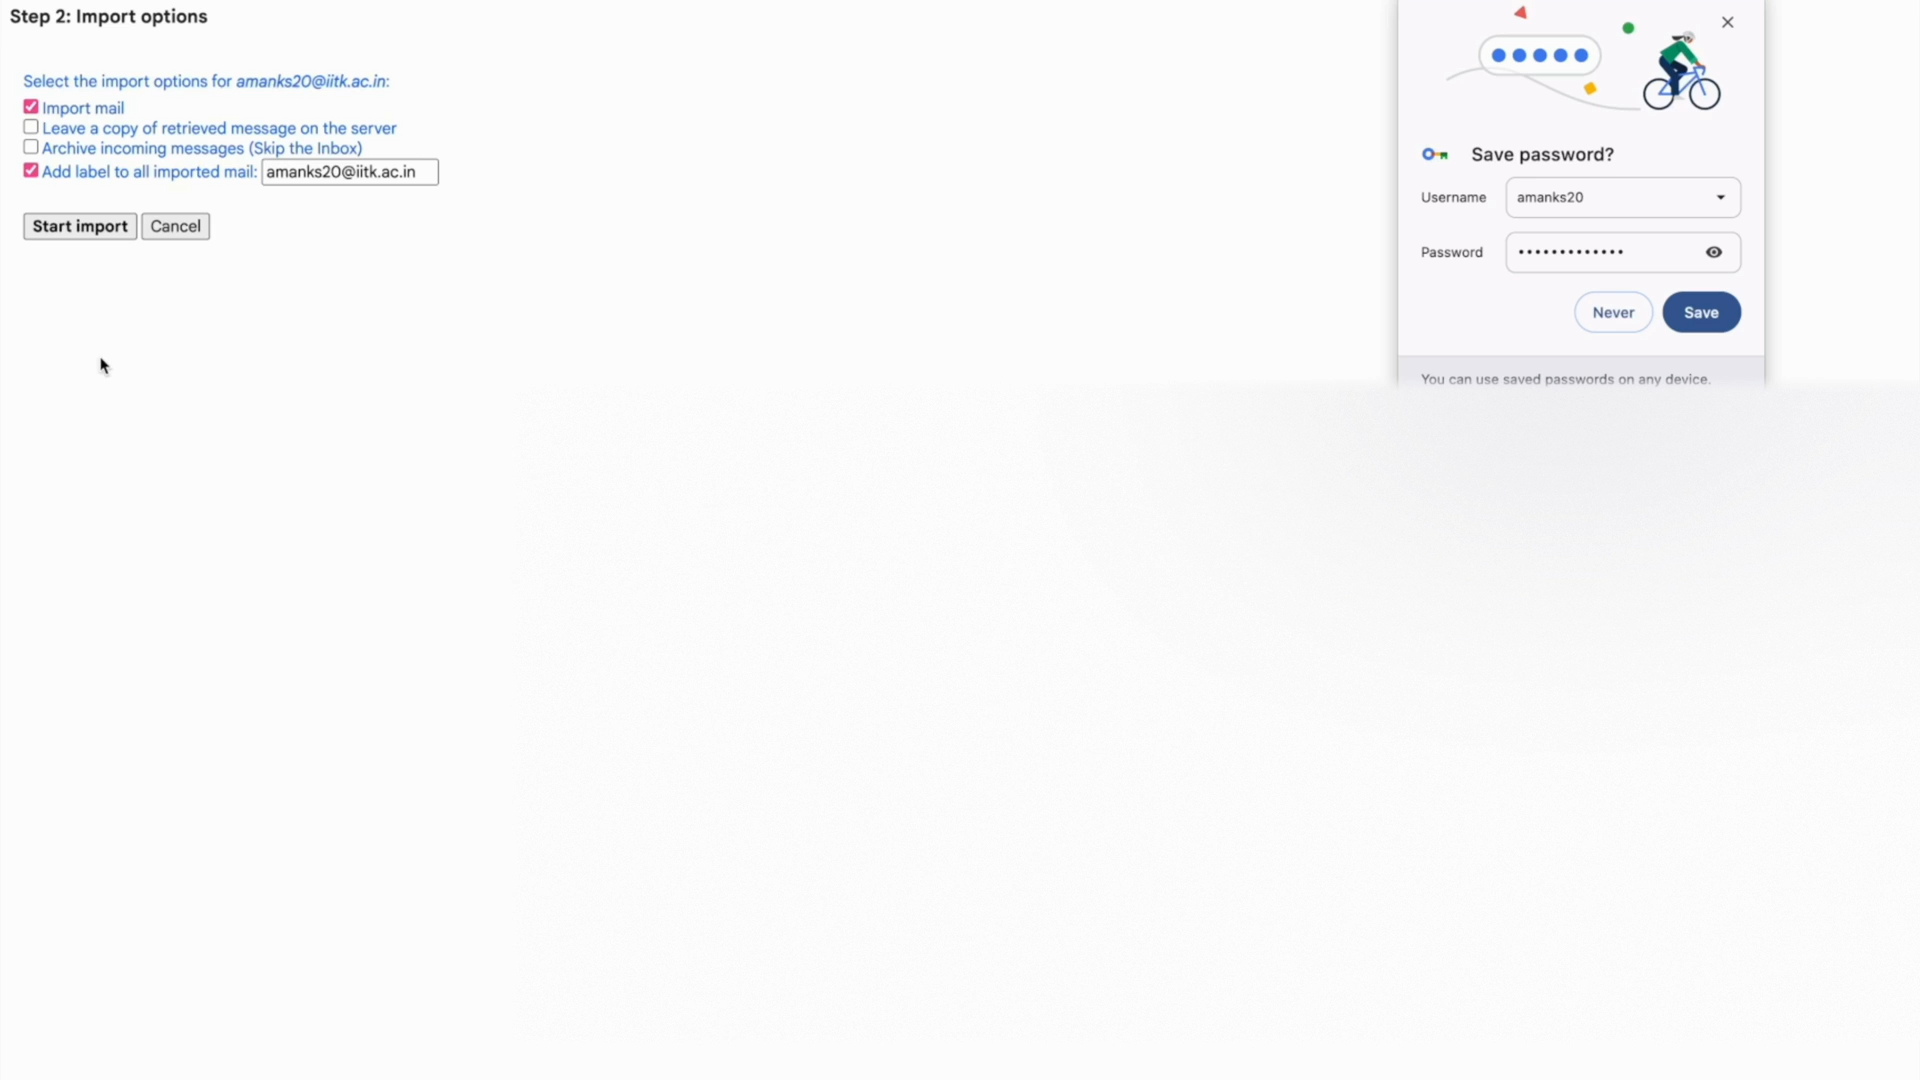 Step 2: Import options
Select the import options for amanks20@iitk.ac.in:
Import mail
Leave a copy of retrieved message on the server
Archive incoming messages (Skip the Inbox)
Add label to all imported mail: amanks20@iitk.ac.in
Start import Cancel
Save password?
Username amanks20
Password •••••••••••••
Never Save
You can use saved passwords on any device.